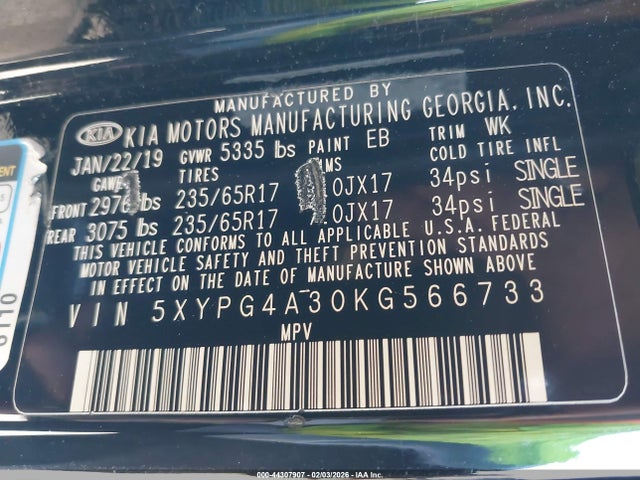 MANUFACTURED BY
KIA KIA MOTORS MANUFACTURING GEORGIA, INC.
JAN/22/19 GVWR 5335 lbs PAINT EB TRIM WK
TIRES COLD TIRE INFL
FRONT lbs 235/65R17 0JX17 34psi SINGLE
REAR 3075 lbs 235/65R17 0JX17 34psi SINGLE
THIS VEHICLE CONFORMS TO ALL APPLICABLE U.S.A. FEDERAL
MOTOR VEHICLE SAFETY AND THEFT PREVENTION STANDARDS
IN EFFECT ON THE DATE OF MANUFACTURE SHOWN ABOVE
VIN 5XYPG4A30KG566733
MPV
000-44307907 - 02/03/2026 - IAA Inc.